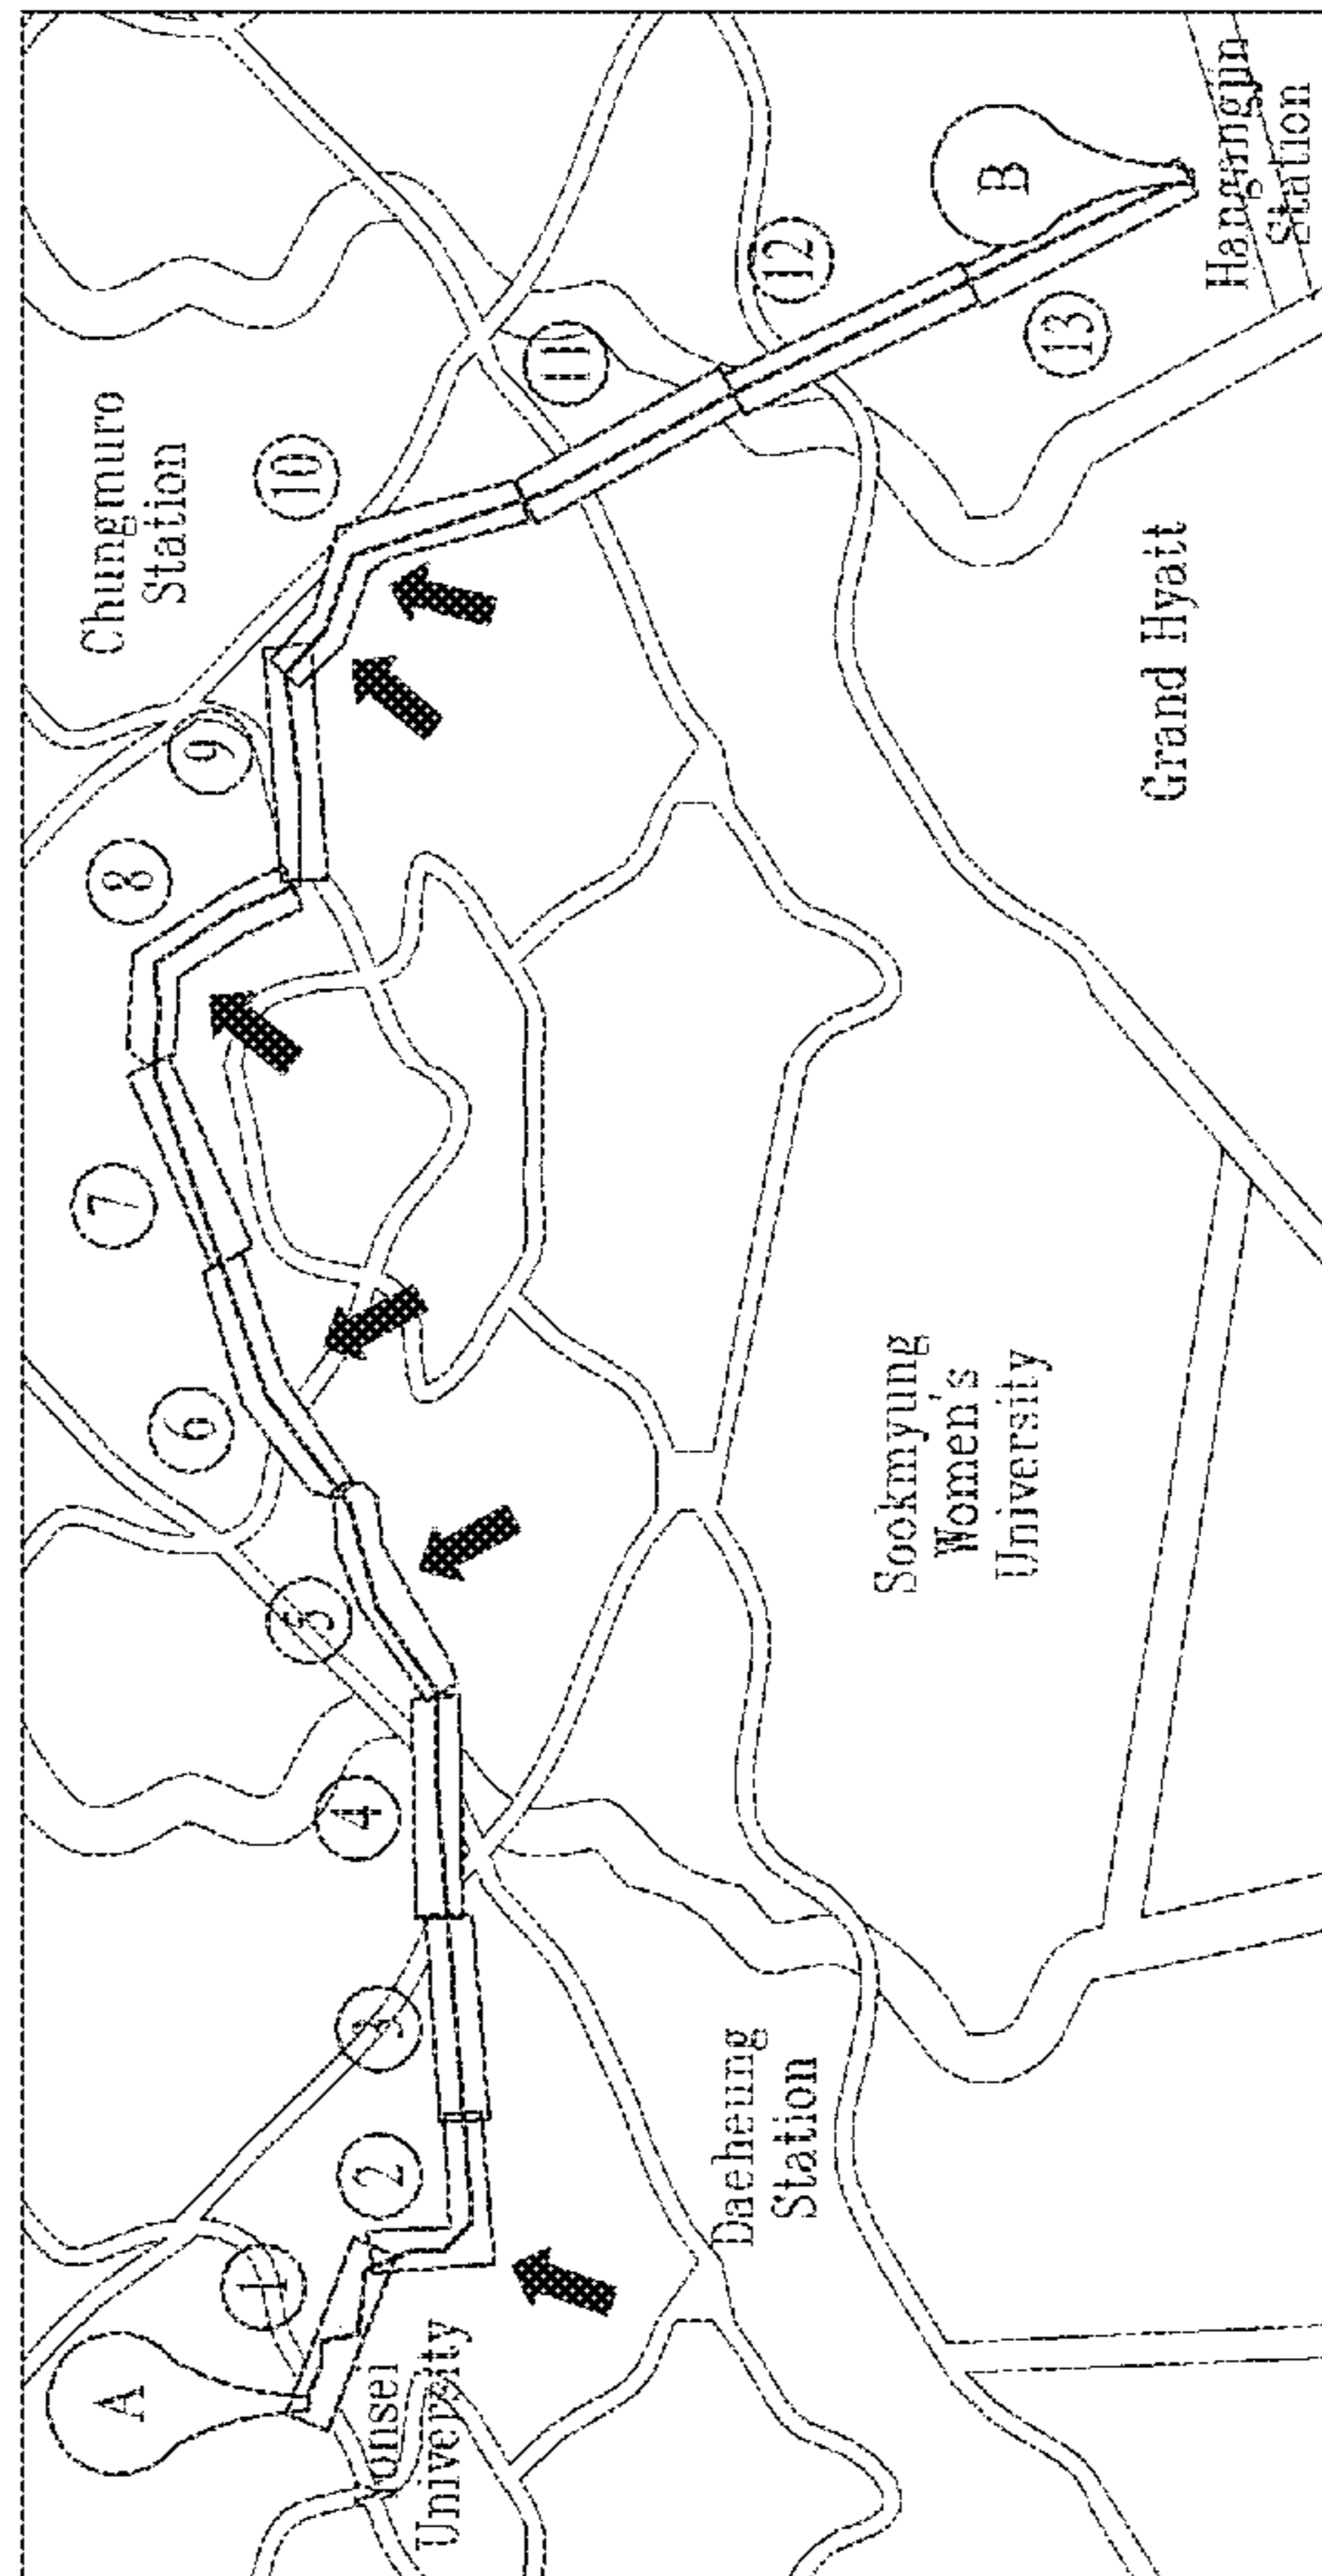 A
1
2
3
4
5
6
7
8
9
10
11
12
13
B
Chungmuro
Station
Yonsei
University
Daeheung
Station
Sookmyung
Women's
University
Grand Hyatt
Hangangjin
Station